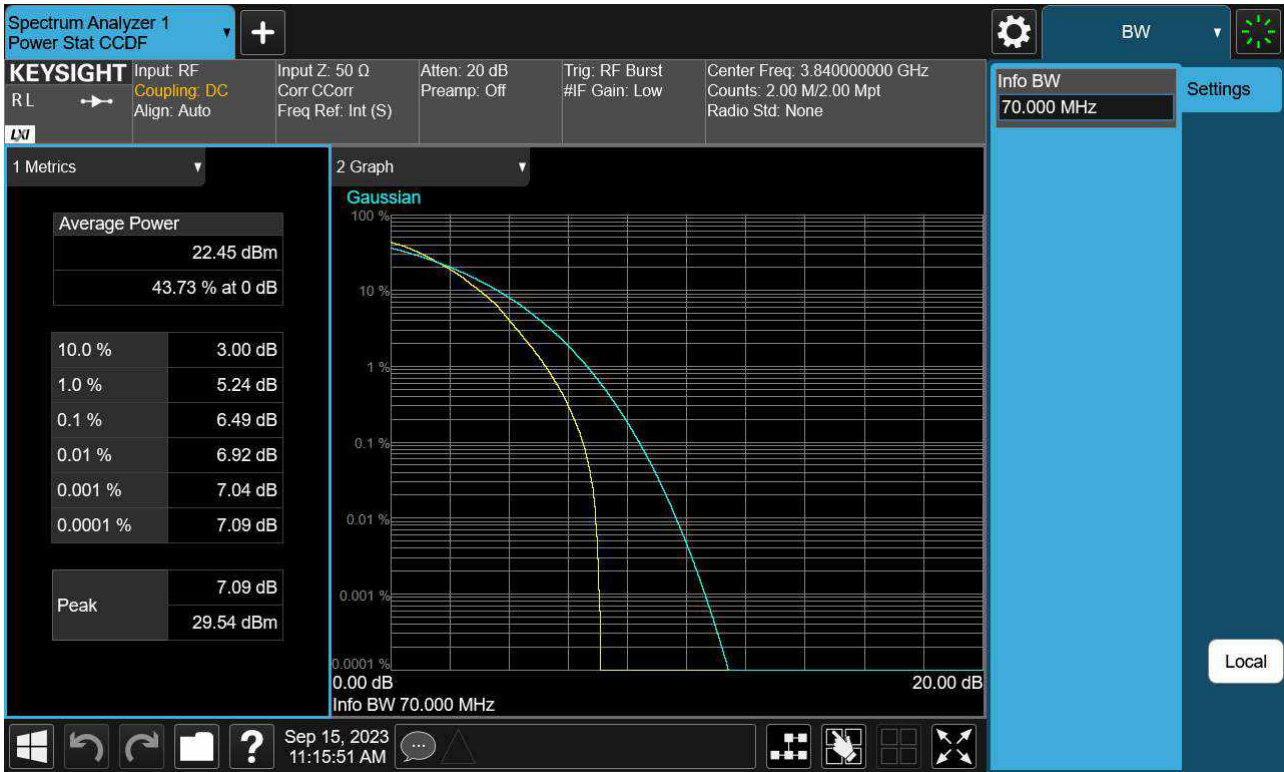 Spectrum Analyzer 1
Power Stat CCDF
BW
KEYSIGHT
RL
LXI
Input: RF
Coupling: DC
Align: Auto
Input Z: 50 Ω
Corr CCorr
Freq Ref: Int (S)
Atten: 20 dB
Preamp: Off
Trig: RF Burst
#IF Gain: Low
Center Freq: 3.840000000 GHz
Counts: 2.00 M/2.00 Mpt
Radio Std: None
Info BW
70.000 MHz
Settings
1 Metrics
Average Power
22.45 dBm
43.73 % at 0 dB
10.0 % 3.00 dB
1.0 % 5.24 dB
0.1 % 6.49 dB
0.01 % 6.92 dB
0.001 % 7.04 dB
0.0001 % 7.09 dB
Peak
7.09 dB
29.54 dBm
2 Graph
Gaussian
100 %
10 %
1 %
0.1 %
0.01 %
0.001 %
0.0001 %
0.00 dB 20.00 dB
Info BW 70.000 MHz
Local
?
Sep 15, 2023
11:15:51 AM